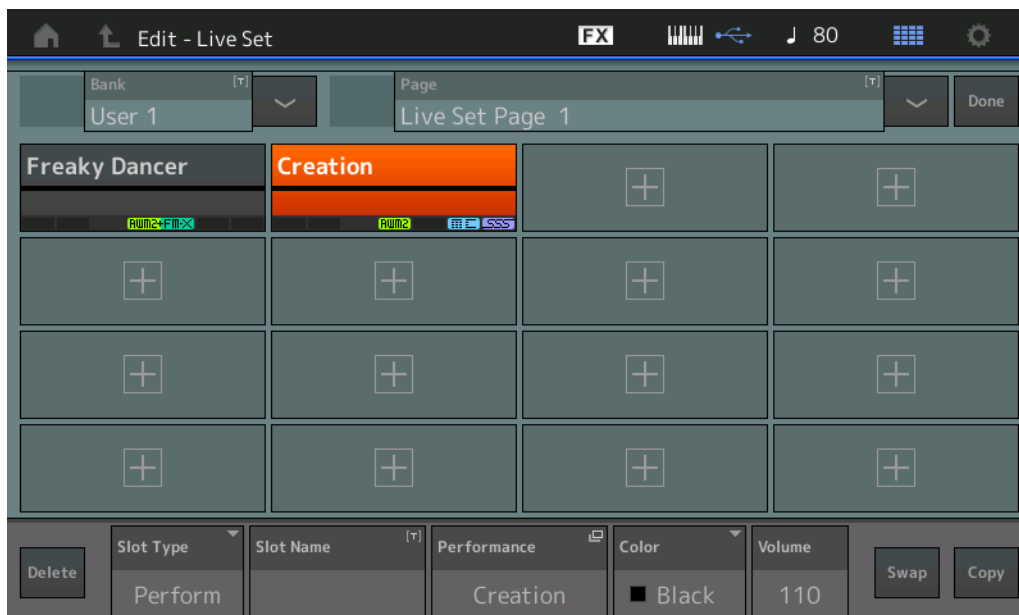 Edit - Live Set
FX
80
Bank
[T]
User 1
Page
[T]
Live Set Page 1
Done
Freaky Dancer
AWM2+FM-X
Creation
AWM2
SSS
Delete
Slot Type
Perform
Slot Name
[T]
Performance
Creation
Color
Black
Volume
110
Swap
Copy